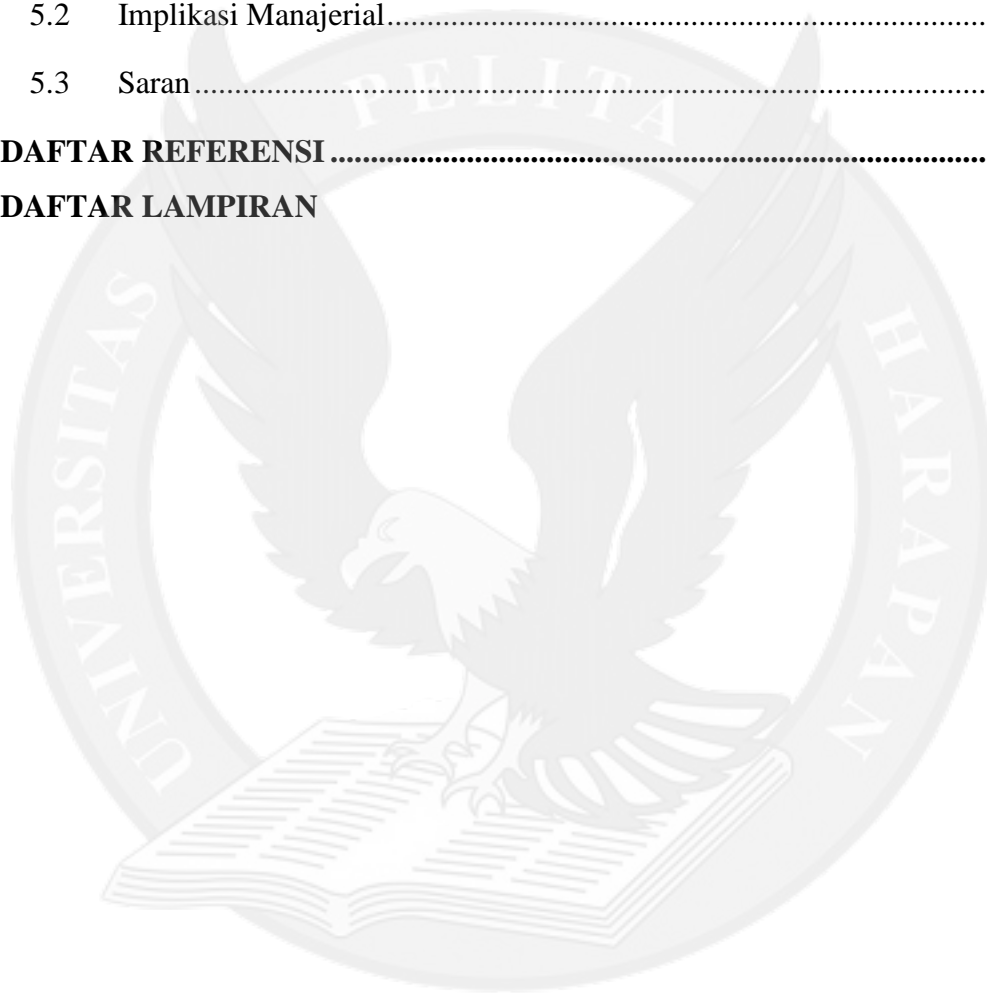 5.2 Implikasi Manajerial........................................................................
5.3 Saran................................................................................................
DAFTAR REFERENSI..................................................................................
DAFTAR LAMPIRAN
UNIVERSITAS PELITA HARAPAN